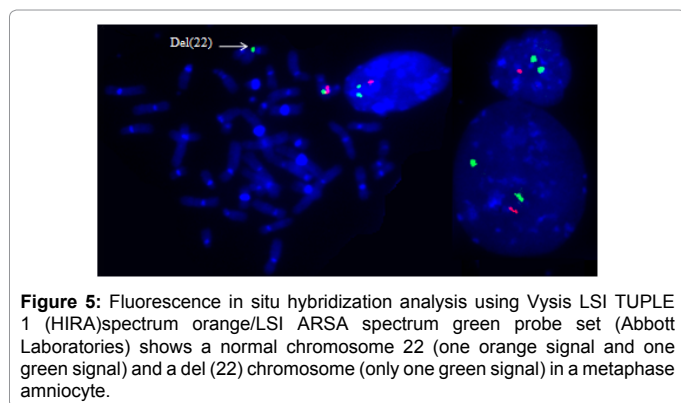 Del(22)
Figure 5: Fluorescence in situ hybridization analysis using Vysis LSI TUPLE
1 (HIRA)spectrum orange/LSI ARSA spectrum green probe set (Abbott
Laboratories) shows a normal chromosome 22 (one orange signal and one
green signal) and a del (22) chromosome (only one green signal) in a metaphase
amniocyte.